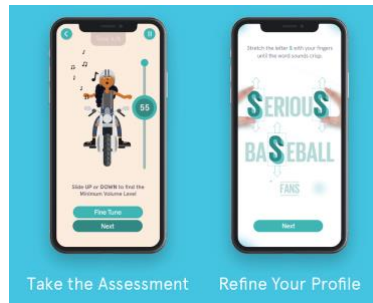 55
Slide UP or DOWN to find the
Minimum Volume Level
Fine Tune
Next
Take the Assessment
Stretch the letter S with your fingers
until the word sounds crisp.
SERIOUS
BASEBALL
FANS
Next
Refine Your Profile